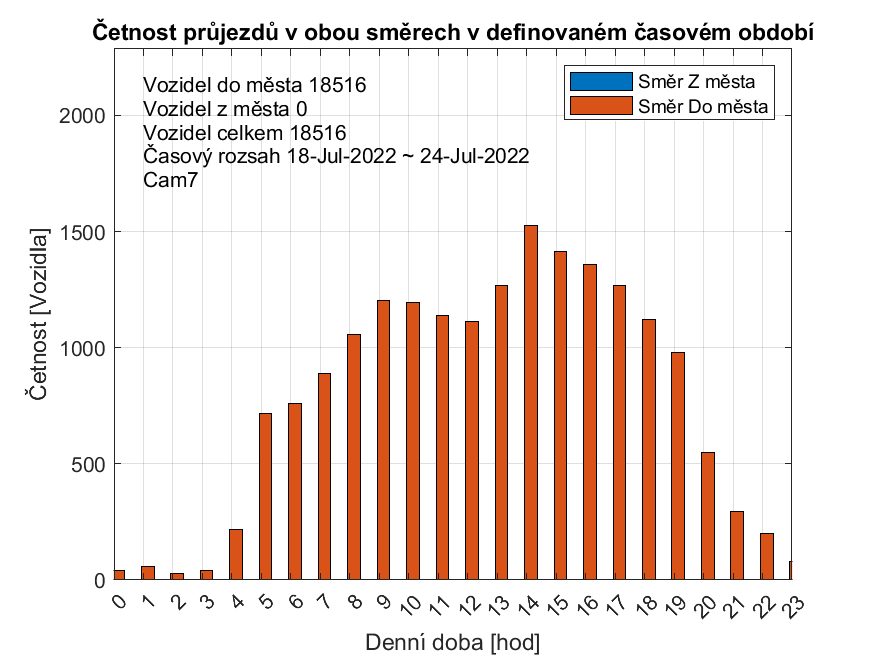 Četnost průjezdů v obou směrech v definovaném časovém období
Vozidel do města 18516
Vozidel z města 0
Vozidel celkem 18516
Časový rozsah 18-Jul-2022 ~ 24-Jul-2022
Cam7
Směr Z města
Směr Do města
Četnost [Vozidla]
2000
1500
1000
500
0
0 1 2 3 4 5 6 7 8 9 10 11 12 13 14 15 16 17 18 19 20 21 22 23
Denní doba [hod]